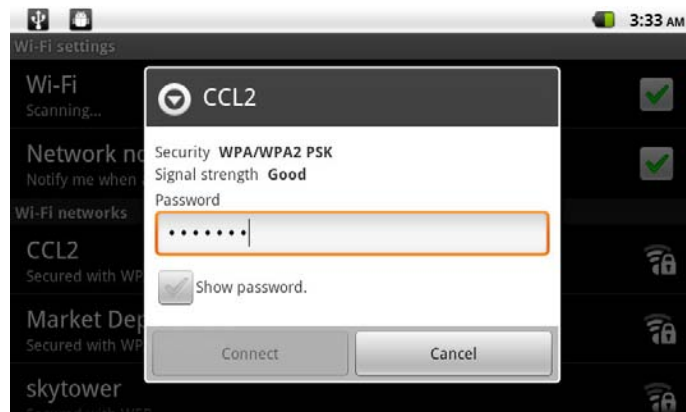 3:33 AM
Wi-Fi settings
Wi-Fi
Scanning...
Network no
Notify me when
Wi-Fi networks
CCL2
Secured with WP
Market Dep
Secured with WP
skytower
CCL2
Security WPA/WPA2 PSK
Signal strength Good
Password
•••••••
Show password.
Connect
Cancel